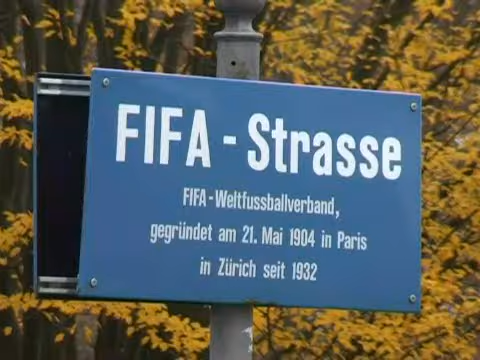 FIFA - Strasse
FIFA - Weltfussballverband,
gegründet am 21. Mai 1904 in Paris
in Zürich seit 1932